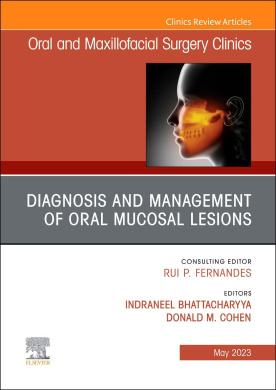 Clinics Review Articles
Oral and Maxillofacial Surgery Clinics
DIAGNOSIS AND MANAGEMENT
OF ORAL MUCOSAL LESIONS
CONSULTING EDITOR
RUI P. FERNANDES
EDITORS
INDRANEEL BHATTACHARYYA
DONALD M. COHEN
ELSEVIER
May 2023